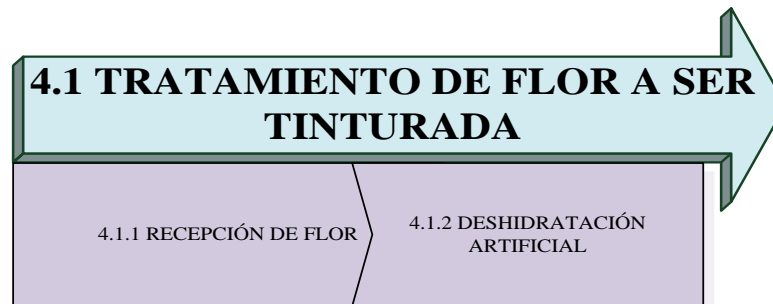 4.1 TRATAMIENTO DE FLOR A SER
TINTURADA
4.1.1 RECEPCIÓN DE FLOR
4.1.2 DESHIDRATACIÓN
ARTIFICIAL